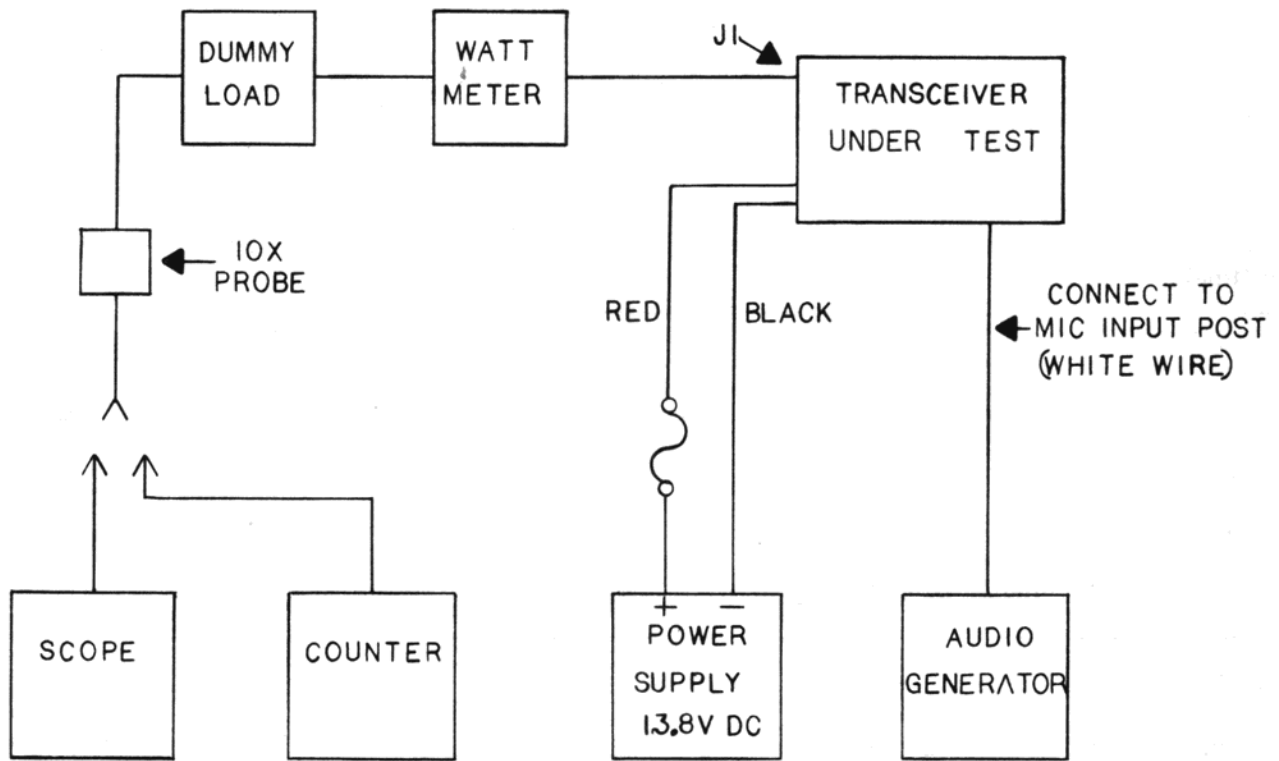 DUMMY
LOAD
WATT
METER
J1
TRANSCEIVER
UNDER TEST
10X
PROBE
RED
BLACK
CONNECT TO
MIC INPUT POST
(WHITE WIRE)
SCOPE
COUNTER
+ −
POWER
SUPPLY
13.8V DC
AUDIO
GENERATOR